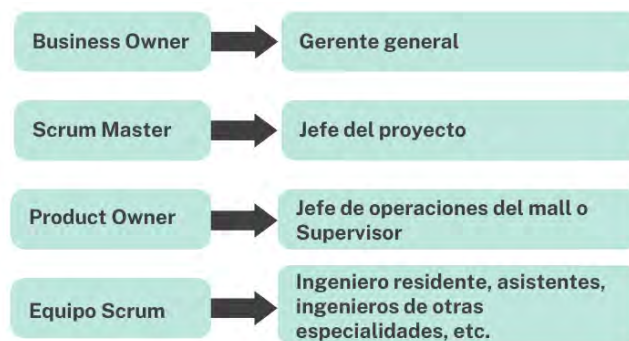 Business Owner
Gerente general
Scrum Master
Jefe del proyecto
Product Owner
Jefe de operaciones del mall o
Supervisor
Equipo Scrum
Ingeniero residente, asistentes,
ingenieros de otras
especialidades, etc.